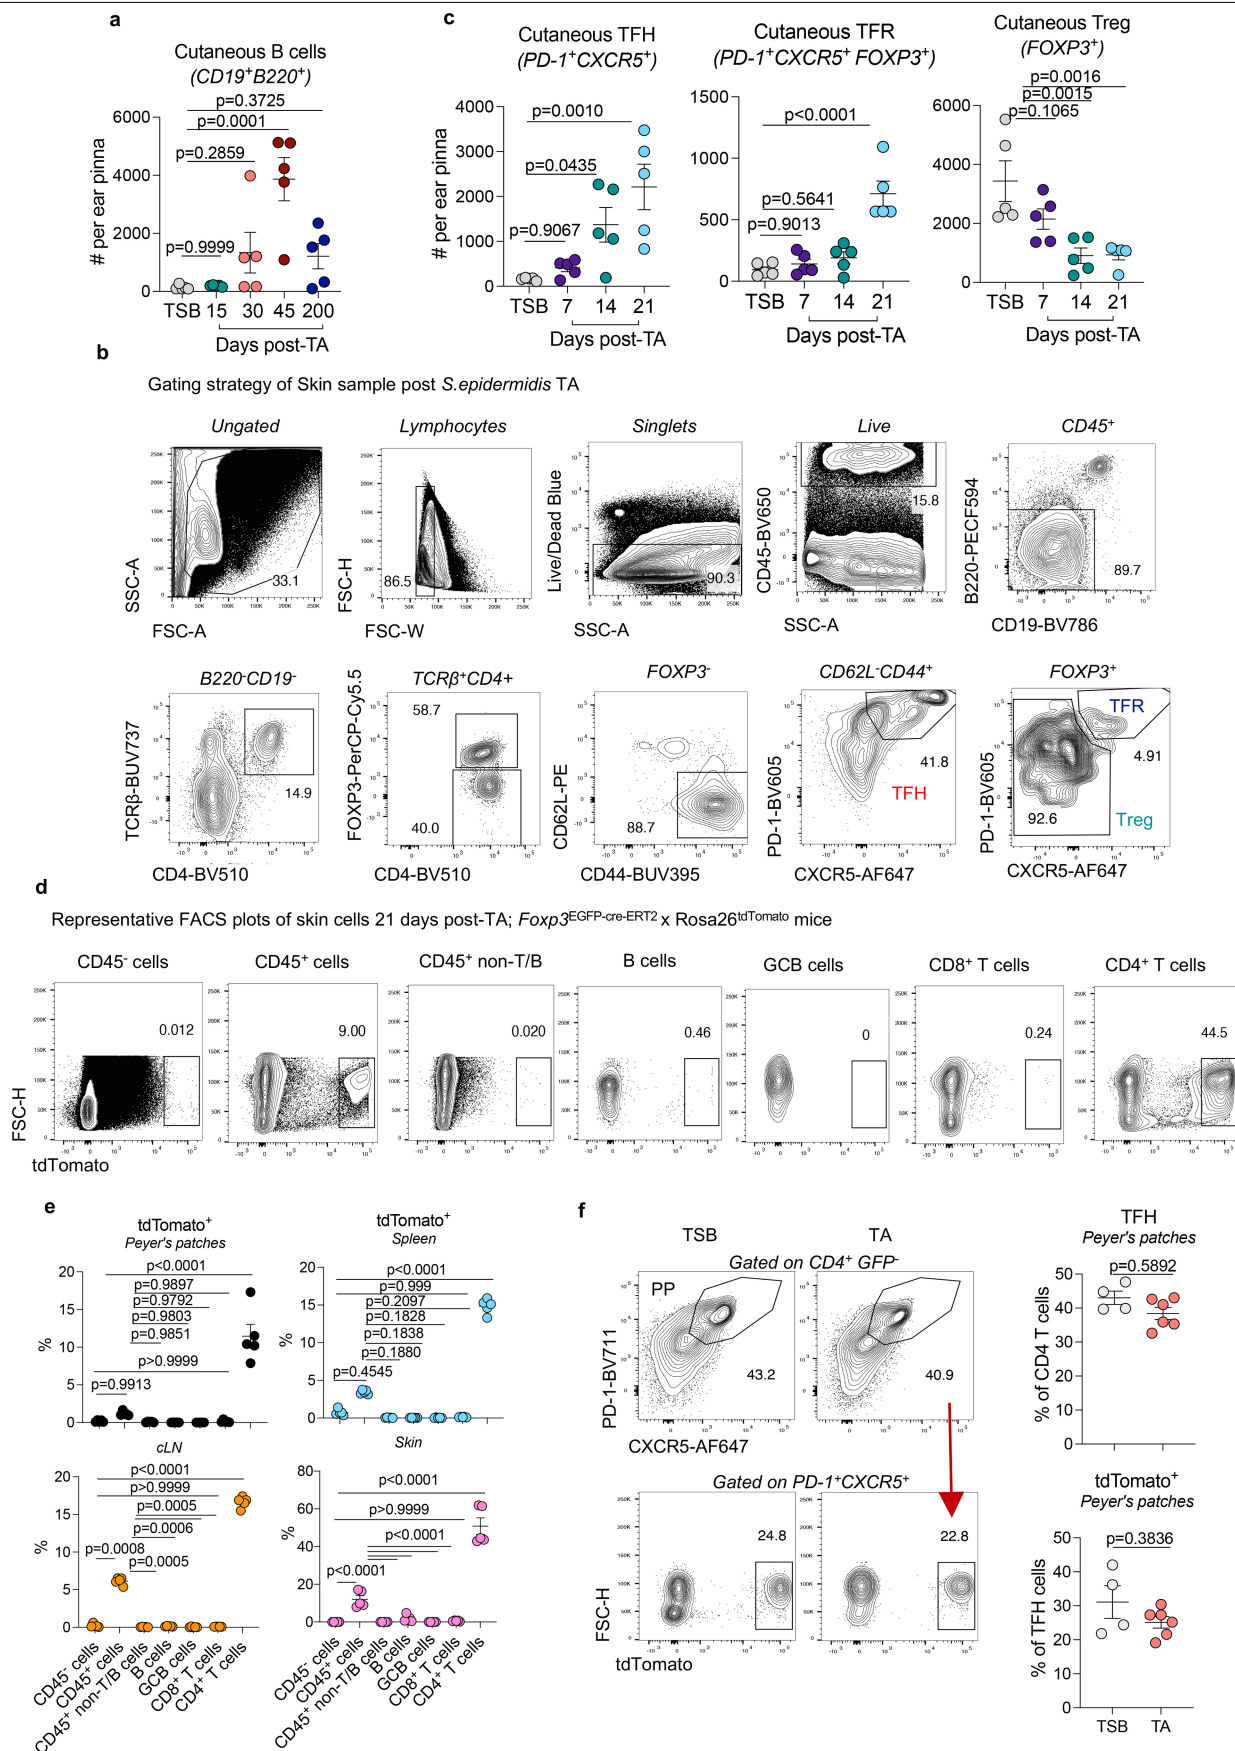 a
Cutaneous B cells
(CD19⁺B220⁺)
p=0.3725
p=0.0001
p=0.2859
p=0.9999
# per ear pinna
6000
4000
2000
0
TSB 15 30 45 200
Days post-TA
c
Cutaneous TFH
(PD-1⁺CXCR5⁺)
p=0.0010
p=0.0435
p=0.9067
# per ear pinna
4000
3000
2000
1000
0
TSB 7 14 21
Days post-TA
Cutaneous TFR
(PD-1⁺CXCR5⁺ FOXP3⁺)
p<0.0001
p=0.5641
p=0.9013
1500
1000
500
0
TSB 7 14 21
Days post-TA
Cutaneous Treg
(FOXP3⁺)
p=0.0016
p=0.0015
p=0.1065
6000
4000
2000
0
TSB 7 14 21
Days post-TA
b
Gating strategy of Skin sample post S.epidermidis TA
Ungated
SSC-A
33.1
FSC-A
Lymphocytes
FSC-H
86.5
FSC-W
Singlets
Live/Dead Blue
90.3
SSC-A
Live
CD45-BV650
15.8
SSC-A
CD45⁺
B220-PECF594
89.7
CD19-BV786
B220⁻CD19⁻
TCRβ-BUV737
14.9
CD4-BV510
TCRβ⁺CD4+
FOXP3-PerCP-Cy5.5
58.7
40.0
CD4-BV510
FOXP3⁻
CD62L-PE
88.7
CD44-BUV395
CD62L⁻CD44⁺
PD-1-BV605
41.8
TFH
CXCR5-AF647
FOXP3⁺
PD-1-BV605
TFR
4.91
92.6
Treg
CXCR5-AF647
d
Representative FACS plots of skin cells 21 days post-TA; Foxp3ᴱᴳᶠᴾ⁻ᶜʳᵉ⁻ᴱᴿᵀ² x Rosa26ᵗᵈᵀᵒᵐᵃᵗᵒ mice
CD45⁻ cells
0.012
CD45⁺ cells
9.00
CD45⁺ non-T/B
0.020
B cells
0.46
GCB cells
0
CD8⁺ T cells
0.24
CD4⁺ T cells
44.5
FSC-H
tdTomato
e
tdTomato⁺
Peyer's patches
p<0.0001
p=0.9897
p=0.9792
p=0.9803
p=0.9851
p>0.9999
p=0.9913
%
20
15
10
5
0
tdTomato⁺
Spleen
p<0.0001
p=0.999
p=0.2097
p=0.1828
p=0.1838
p=0.1880
p=0.4545
%
20
15
10
5
0
cLN
p<0.0001
p>0.9999
p=0.0005
p=0.0006
p=0.0008
p=0.0005
%
20
15
10
5
0
CD45⁻ cells
CD45⁺ cells
CD45⁺ non-T/B cells
B cells
GCB cells
CD8⁺ T cells
CD4⁺ T cells
Skin
p<0.0001
p>0.9999
p<0.0001
p<0.0001
%
80
60
40
20
0
CD45⁻ cells
CD45⁺ cells
CD45⁺ non-T/B cells
B cells
GCB cells
CD8⁺ T cells
CD4⁺ T cells
f
TSB TA
Gated on CD4⁺ GFP⁻
PP
PD-1-BV711
43.2
40.9
CXCR5-AF647
Gated on PD-1⁺CXCR5⁺
24.8
22.8
FSC-H
tdTomato
TFH
Peyer's patches
p=0.5892
% of CD4 T cells
50
40
30
20
10
0
tdTomato⁺
Peyer's patches
p=0.3836
% of TFH cells
50
40
30
20
10
0
TSB TA